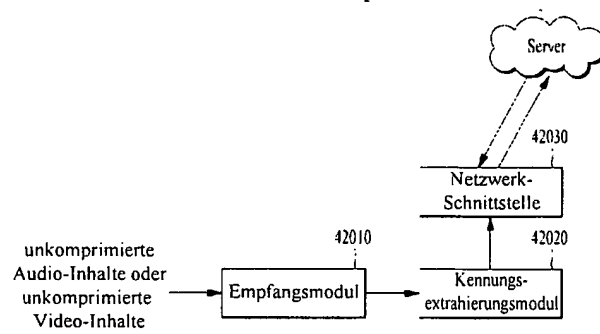 Server
42030
Netzwerk-
Schnittstelle
42010
42020
unkomprimierte
Audio-Inhalte oder
unkomprimierte
Video-Inhalte
Empfangsmodul
Kennungs-
extrahierungsmodul